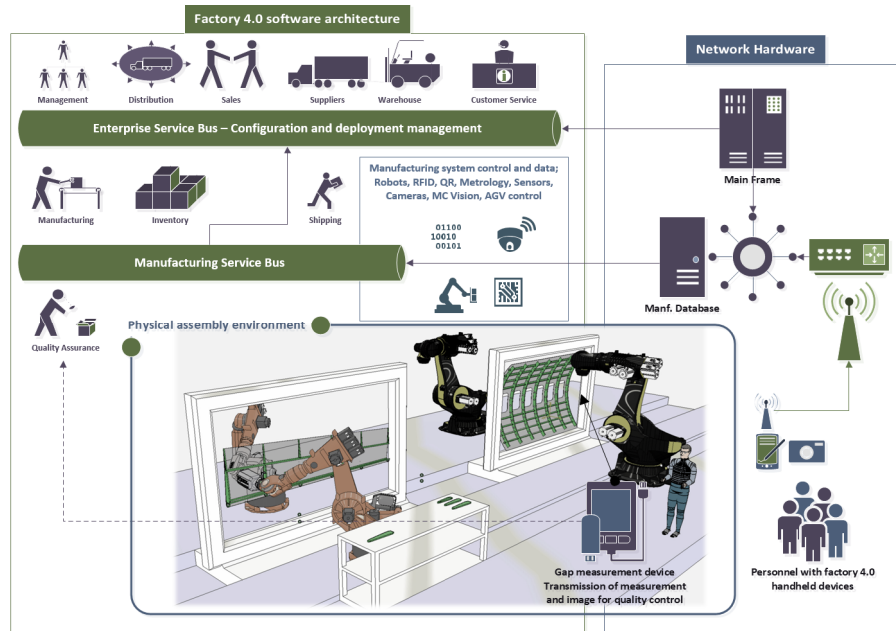 Factory 4.0 software architecture
Network Hardware
Management
Distribution
Sales
Suppliers
Warehouse
Customer Service
Enterprise Service Bus – Configuration and deployment management
Main Frame
Manufacturing
Inventory
Shipping
Manufacturing system control and data;
Robots, RFID, QR, Metrology, Sensors,
Cameras, MC Vision, AGV control
01100
10010
00101
Manufacturing Service Bus
Manf. Database
Quality Assurance
Physical assembly environment
Gap measurement device
Transmission of measurement
and image for quality control
Personnel with factory 4.0
handheld devices